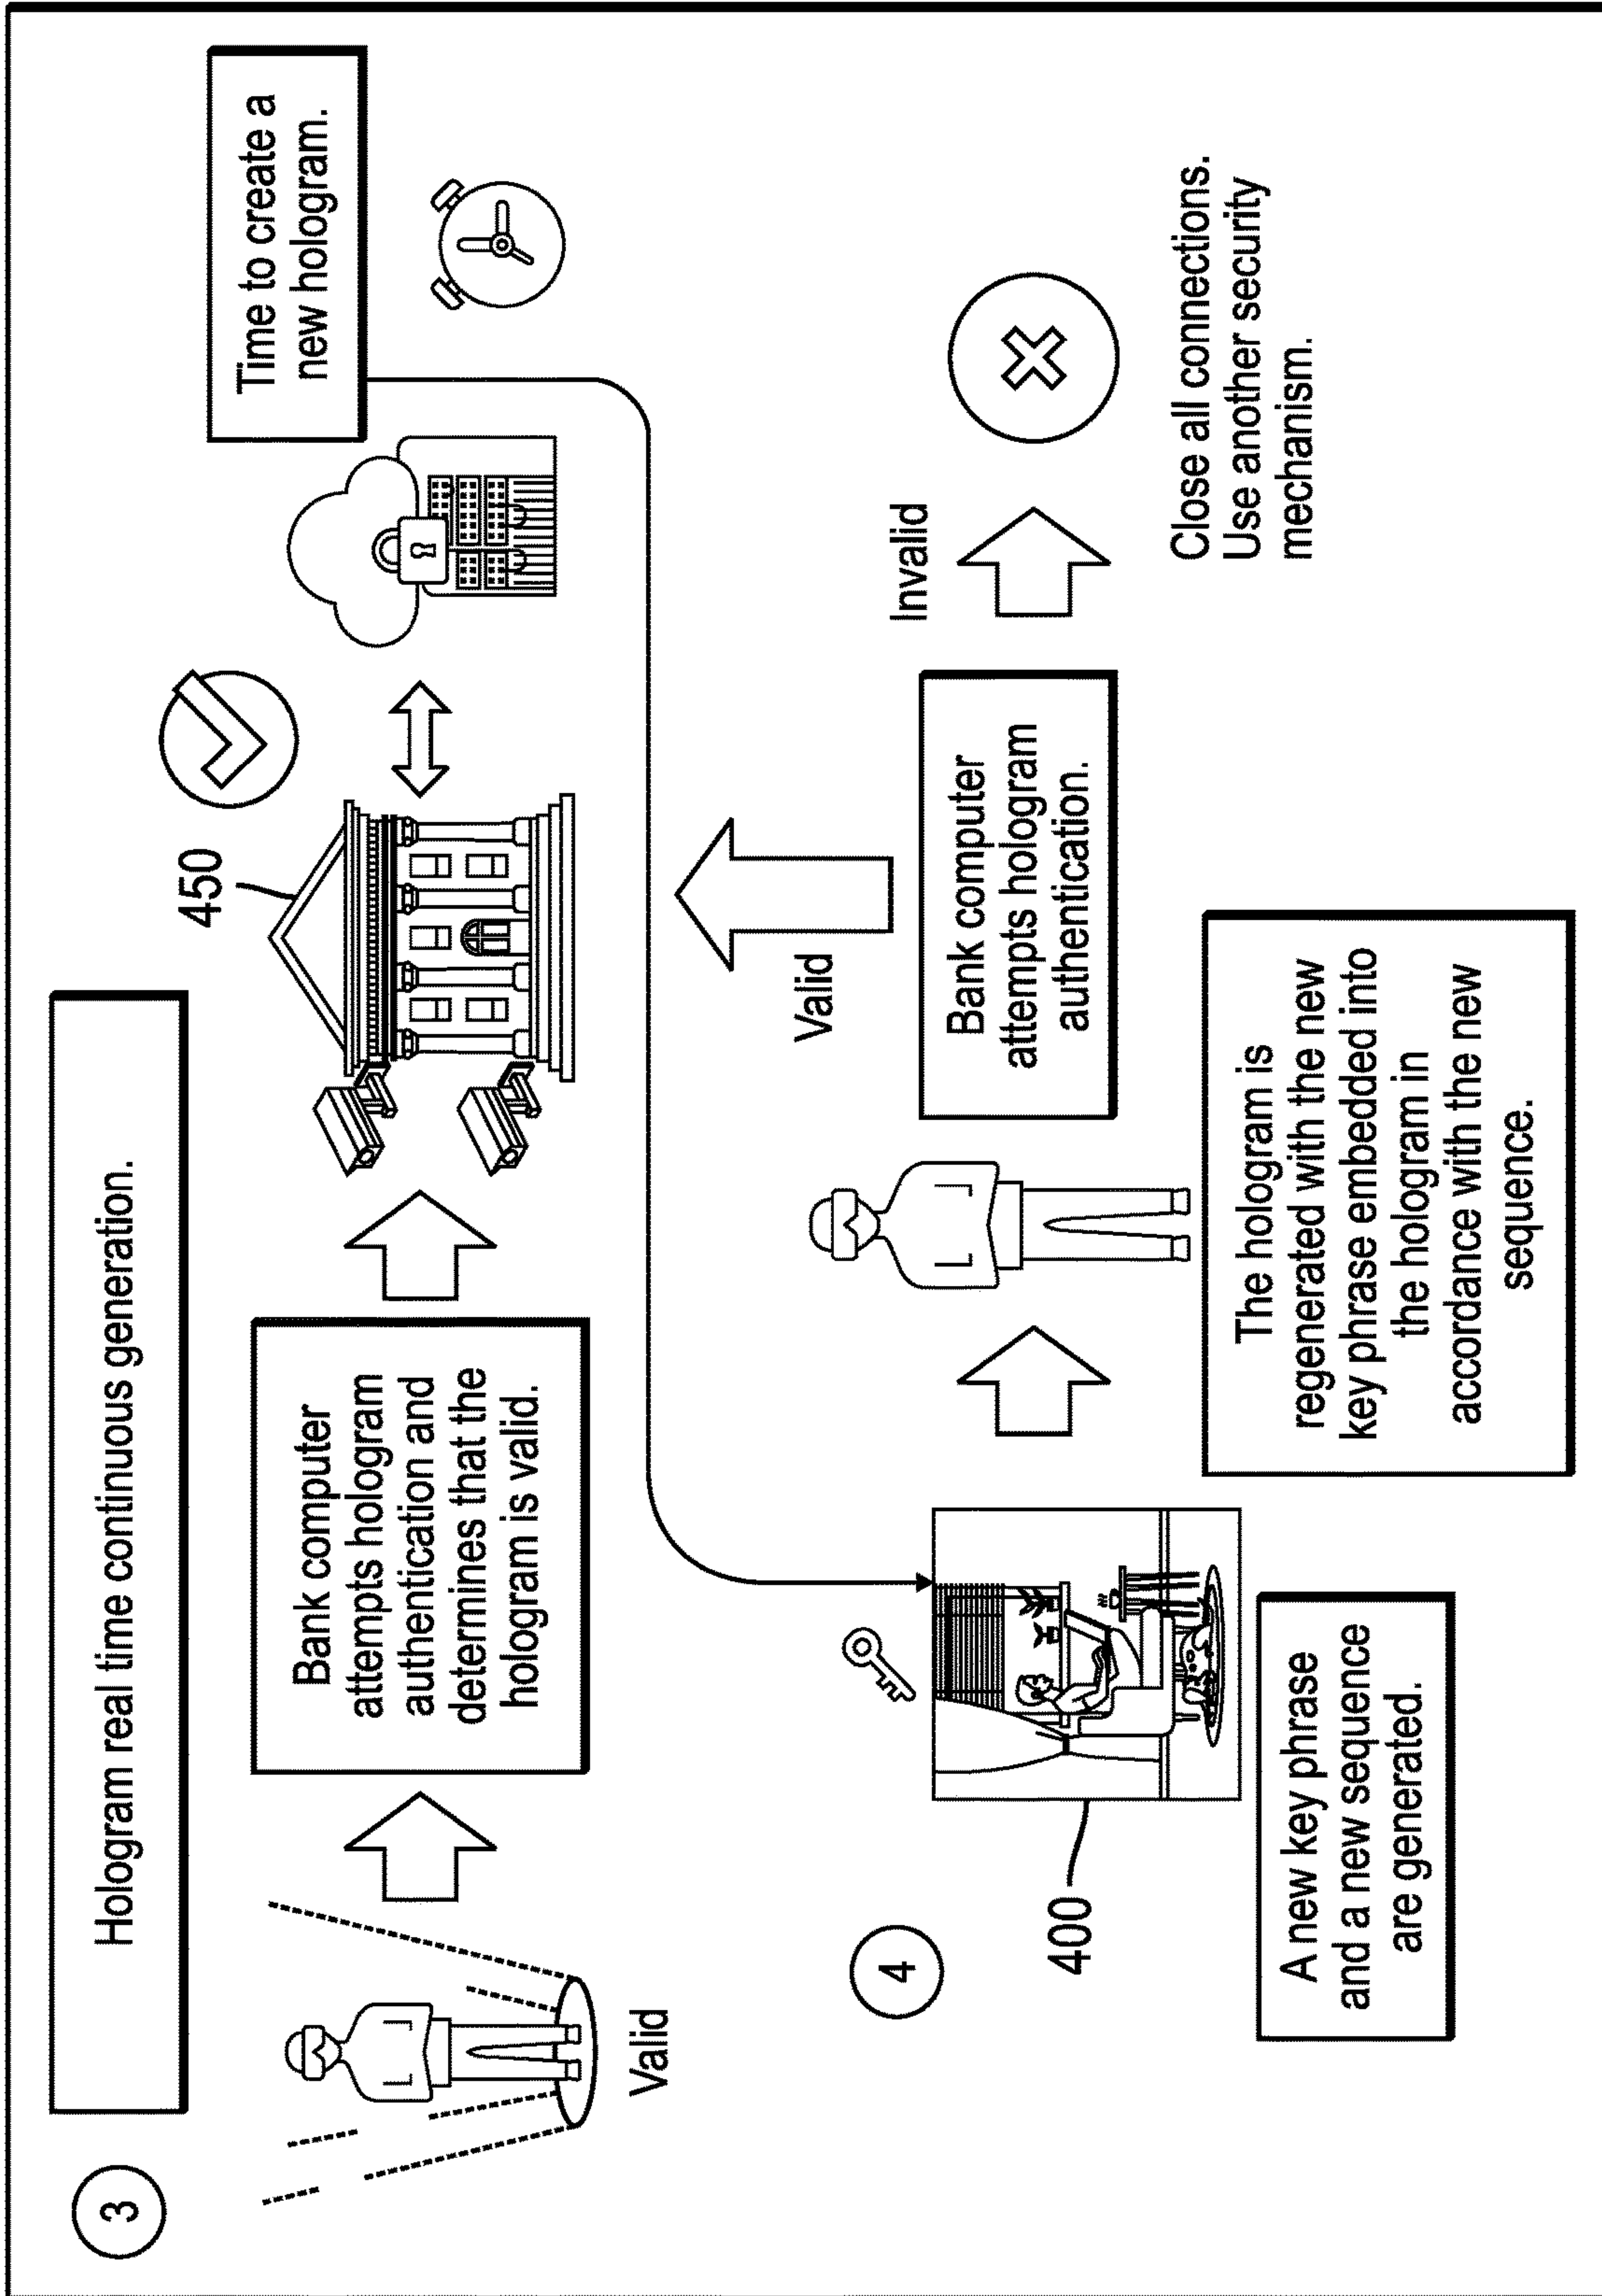 3
Hologram real time continuous generation.
Valid
Bank computer
attempts hologram
authentication and
determines that the
hologram is valid.
450
Time to create a
new hologram.
4
400
A new key phrase
and a new sequence
are generated.
The hologram is
regenerated with the new
key phrase embedded into
the hologram in
accordance with the new
sequence.
Bank computer
attempts hologram
authentication.
Valid
Invalid
Close all connections.
Use another security
mechanism.